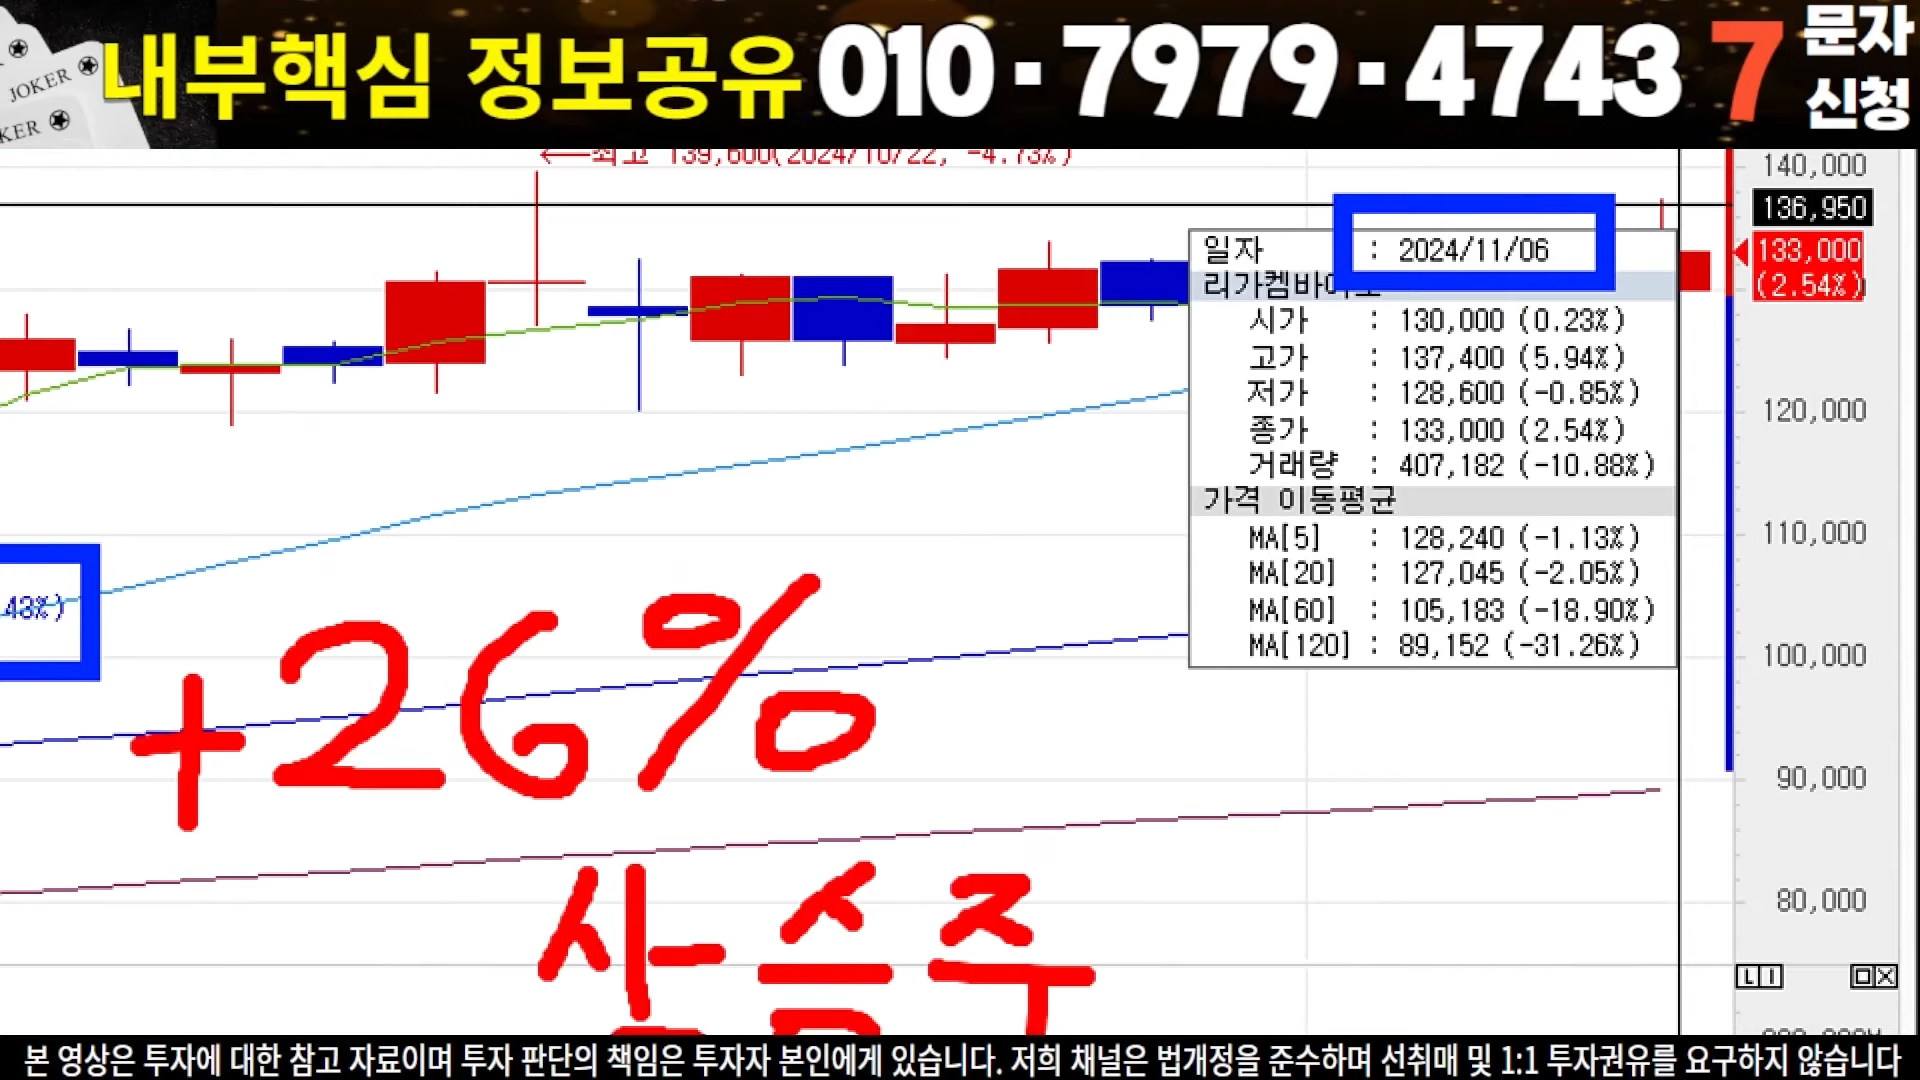 JOKER
KER
내부핵심 정보공유 010·7979·4743 7 문자
신청
←최고 139,600(2024/10/22, -4.73%)
140,000
136,950
133,000
(2.54%)
120,000
110,000
100,000
90,000
80,000
일자 : 2024/11/06
리가켐바이오
시가 : 130,000 (0.23%)
고가 : 137,400 (5.94%)
저가 : 128,600 (-0.85%)
종가 : 133,000 (2.54%)
거래량 : 407,182 (-10.88%)
가격 이동평균
MA[5] : 128,240 (-1.13%)
MA[20] : 127,045 (-2.05%)
MA[60] : 105,183 (-18.90%)
MA[120] : 89,152 (-31.26%)
43%)
+26%
상승주
L I
본 영상은 투자에 대한 참고 자료이며 투자 판단의 책임은 투자자 본인에게 있습니다. 저희 채널은 법개정을 준수하며 선취매 및 1:1 투자권유를 요구하지 않습니다